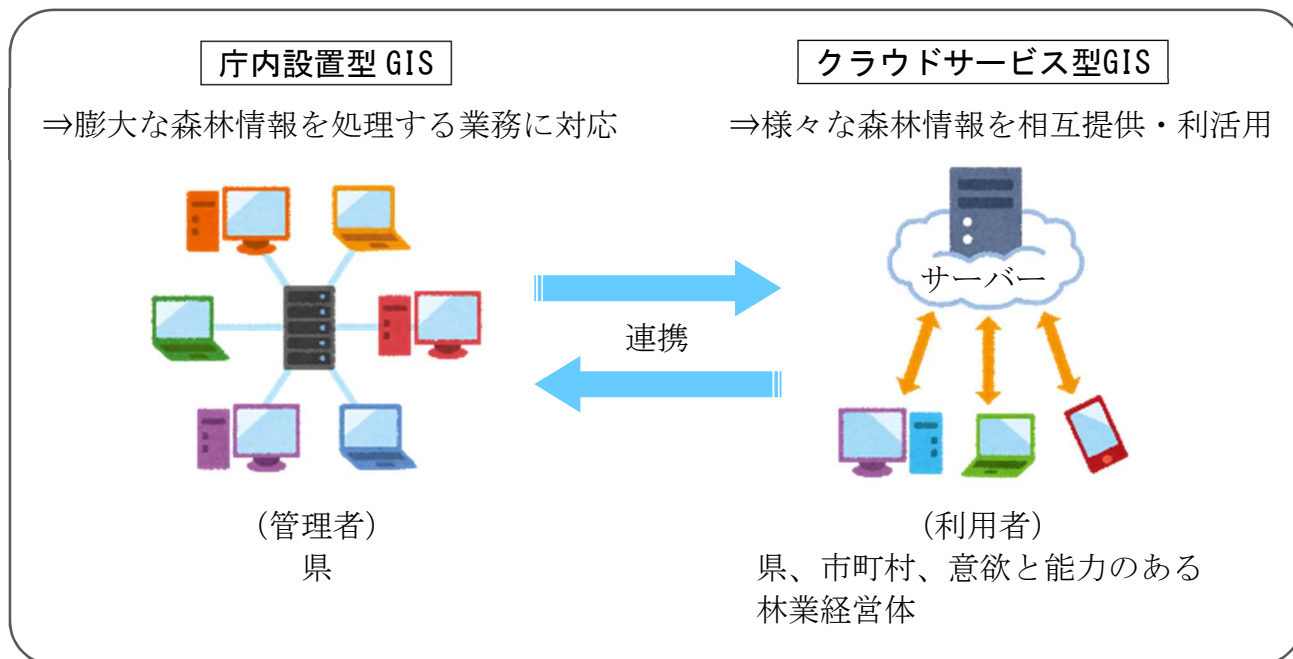 庁内設置型 GIS
⇒膨大な森林情報を処理する業務に対応
(管理者)
県
連携
クラウドサービス型GIS
⇒様々な森林情報を相互提供・利活用
サーバー
(利用者)
県、市町村、意欲と能力のある
林業経営体